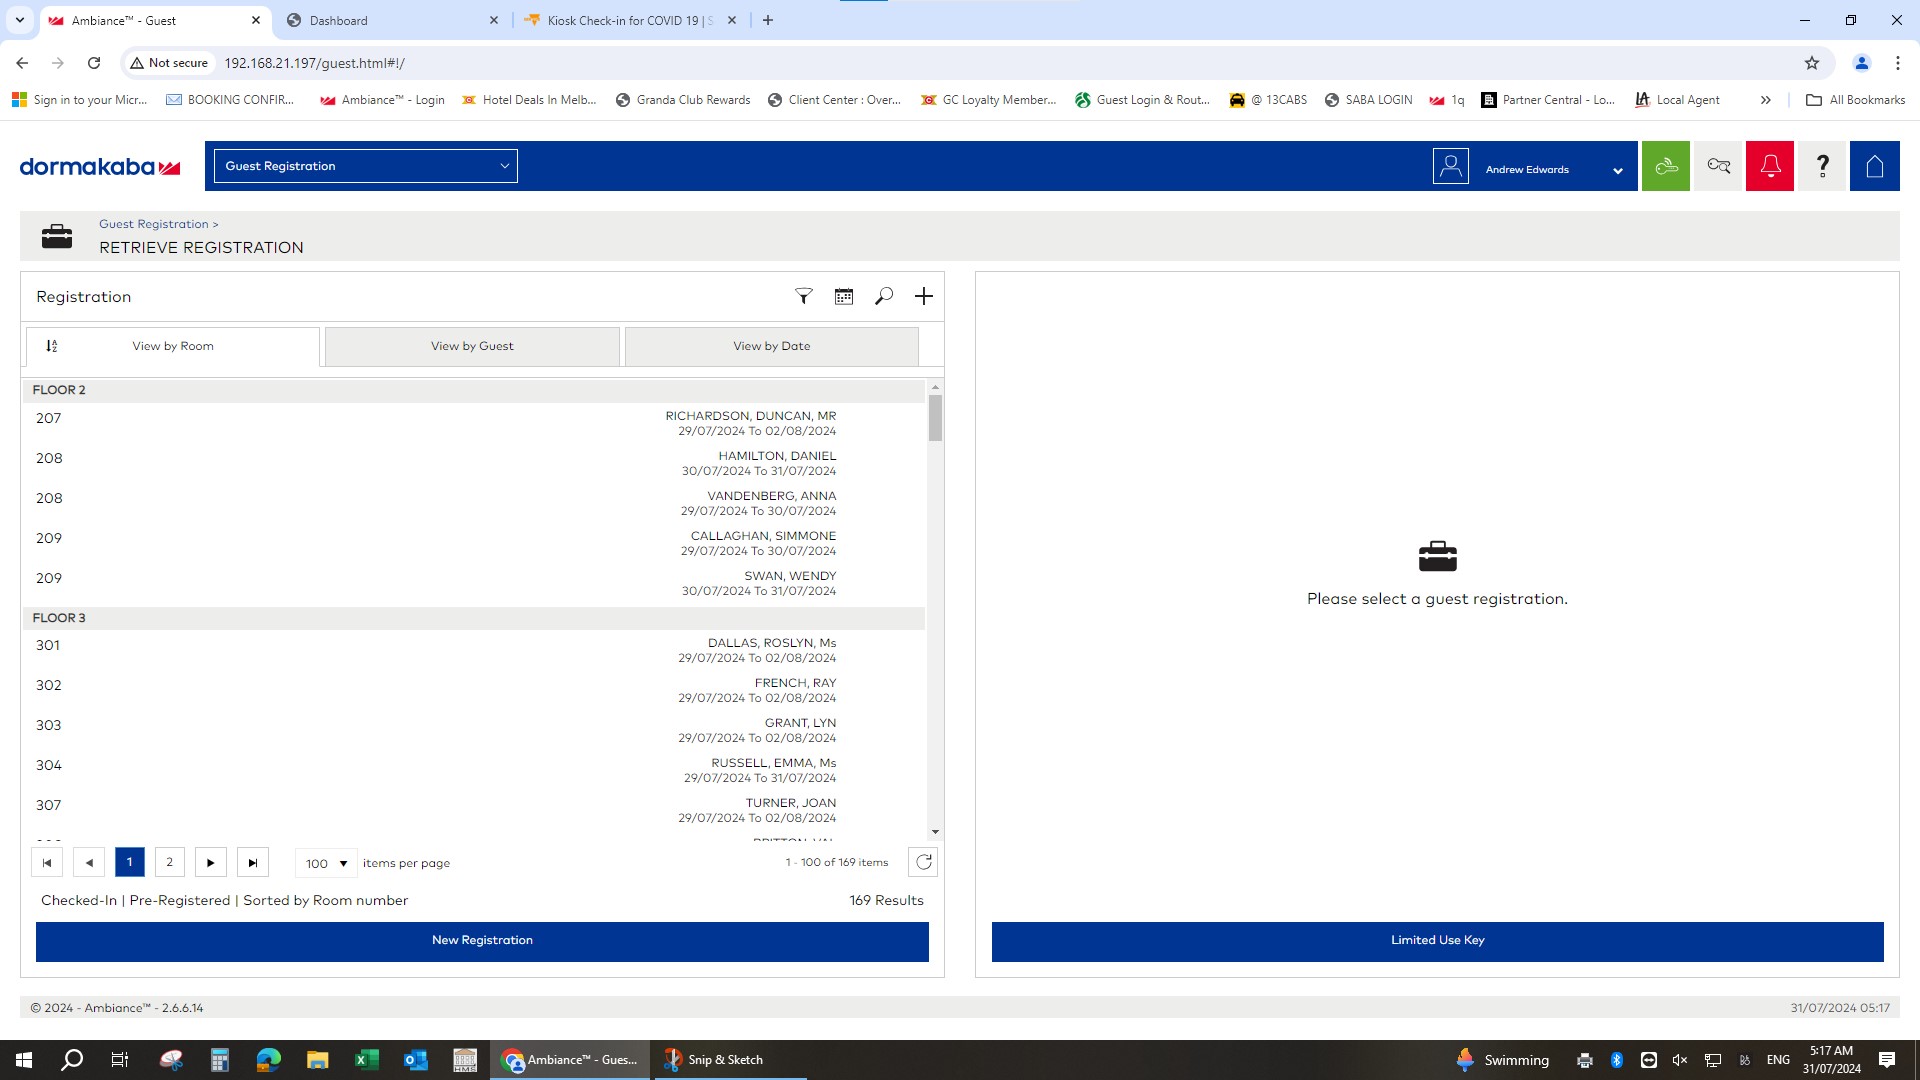 Ambiance™ - Guest
Dashboard
Kiosk Check-in for COVID 19 | S
Not secure
192.168.21.197/guest.html#!/
Sign in to your Micr...
BOOKING CONFIR...
Ambiance™ - Login
Hotel Deals In Melb...
Granda Club Rewards
Client Center : Over...
GC Loyalty Member...
Guest Login & Rout...
@ 13CABS
SABA LOGIN
1q
Partner Central - Lo...
Local Agent
All Bookmarks
dormakaba
Guest Registration
Andrew Edwards
?
Guest Registration >
RETRIEVE REGISTRATION
Registration
View by Room
View by Guest
View by Date
FLOOR 2
207
RICHARDSON, DUNCAN, MR
29/07/2024 To 02/08/2024
208
HAMILTON, DANIEL
30/07/2024 To 31/07/2024
208
VANDENBERG, ANNA
29/07/2024 To 30/07/2024
209
CALLAGHAN, SIMMONE
29/07/2024 To 30/07/2024
209
SWAN, WENDY
30/07/2024 To 31/07/2024
FLOOR 3
301
DALLAS, ROSLYN, Ms
29/07/2024 To 02/08/2024
302
FRENCH, RAY
29/07/2024 To 02/08/2024
303
GRANT, LYN
29/07/2024 To 02/08/2024
304
RUSSELL, EMMA, Ms
29/07/2024 To 31/07/2024
307
TURNER, JOAN
29/07/2024 To 02/08/2024
1
2
100
items per page
1 - 100 of 169 items
Checked-In | Pre-Registered | Sorted by Room number
169 Results
New Registration
Please select a guest registration.
Limited Use Key
© 2024 - Ambiance™ - 2.6.6.14
31/07/2024 05:17
HMS
Ambiance™ - Gues...
Snip & Sketch
Swimming
ENG
5:17 AM
31/07/2024